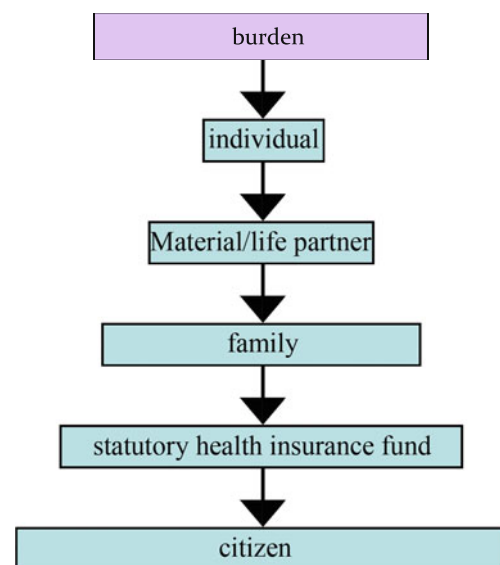 burden
individual
Material/life partner
family
statutory health insurance fund
citizen